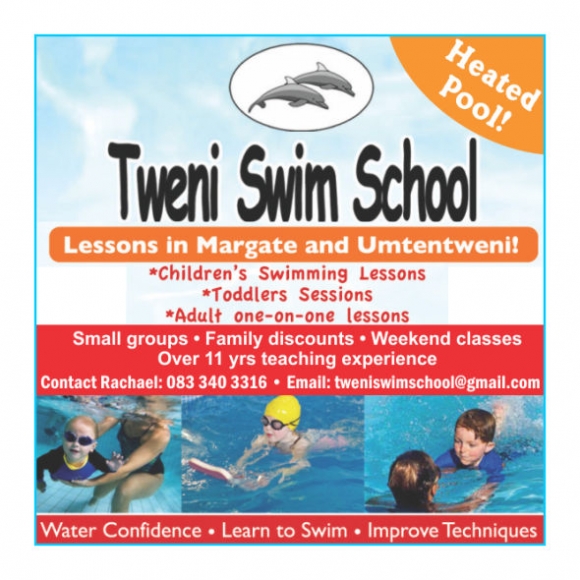 Heated
Pool!
Tweni Swim School
Lessons in Margate and Umtentweni!
*Children's Swimming Lessons
*Toddlers Sessions
*Adult one-on-one lessons
Small groups • Family discounts • Weekend classes
Over 11 yrs teaching experience
Contact Rachael: 083 340 3316 • Email: tweniswimschool@gmail.com
Water Confidence • Learn to Swim • Improve Techniques